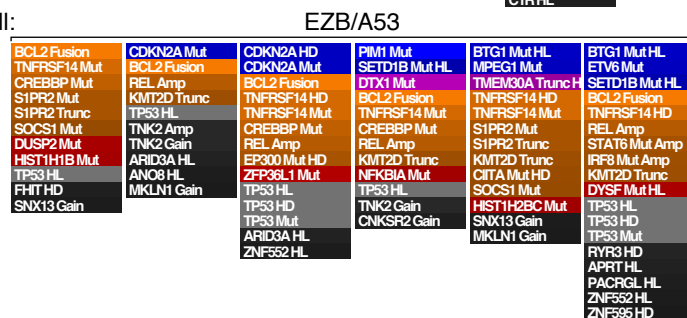 EZB/A53
BCL2 Fusion
TNFRSF14 Mut
CREBBP Mut
S1PR2 Mut
S1PR2 Trunc
SOCS1 Mut
DUSP2 Mut
HIST1H1B Mut
TP53 HL
FHIT HD
SNX13 Gain
CDKN2A Mut
BCL2 Fusion
REL Amp
KMT2D Trunc
TP53 HL
TNK2 Amp
TNK2 Gain
ARID3A HL
ANO8 HL
MKLN1 Gain
CDKN2A HD
CDKN2A Mut
BCL2 Fusion
TNFRSF14 HD
TNFRSF14 Mut
CREBBP Mut
REL Amp
EP300 Mut HD
ZFP36L1 Mut
TP53 HL
TP53 HD
TP53 Mut
ARID3A HL
ZNF552 HL
PIM1 Mut
SETD1B Mut HL
DTX1 Mut
BCL2 Fusion
TNFRSF14 Mut
CREBBP Mut
REL Amp
KMT2D Trunc
NFKBIA Mut
TP53 HL
TNK2 Gain
CNKSR2 Gain
BTG1 Mut HL
MPEG1 Mut
TMEM30A Trunc H
TNFRSF14 HD
TNFRSF14 Mut
S1PR2 Mut
S1PR2 Trunc
KMT2D Trunc
CIITA Mut HD
SOCS1 Mut
HIST1H2BC Mut
SNX13 Gain
MKLN1 Gain
BTG1 Mut HL
ETV6 Mut
SETD1B Mut HL
BCL2 Fusion
TNFRSF14 HD
REL Amp
STAT6 Mut Amp
IRF8 Mut Amp
KMT2D Trunc
DYSF Mut HL
TP53 HL
TP53 HD
TP53 Mut
RYR3 HD
APRT HL
PACRGL HL
ZNF552 HL
ZNF595 HD